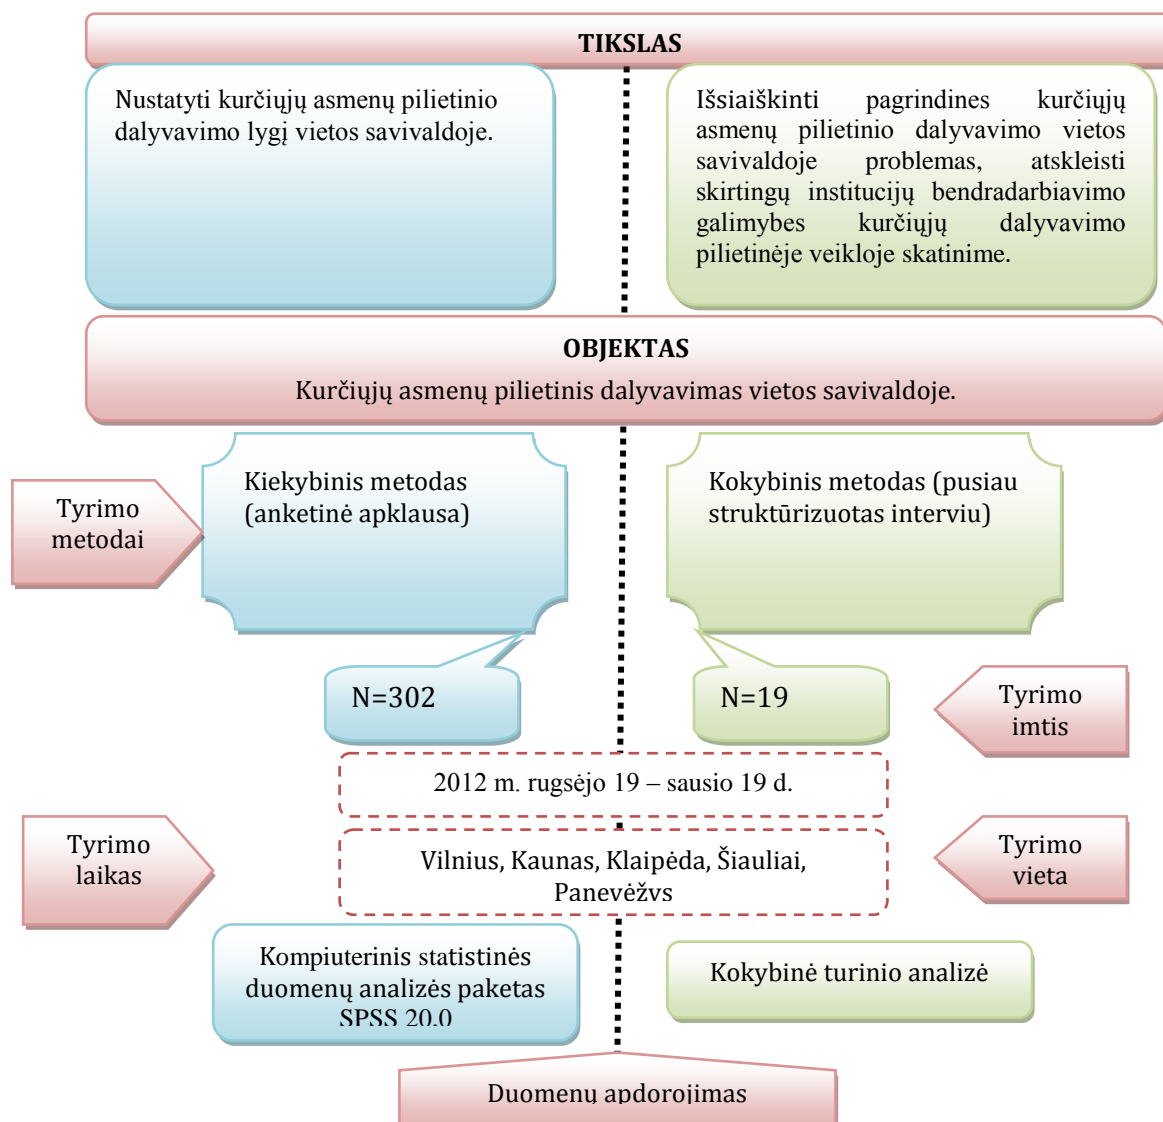 TIKSLAS
Nustatyti kurčiųjų asmenų pilietinio
dalyvavimo lygį vietos savivaldoje.
Išsiaiškinti pagrindines kurčiųjų
asmenų pilietinio dalyvavimo vietos
savivaldoje problemas, atskleisti
skirtingų institucijų bendradarbiavimo
galimybes kurčiųjų dalyvavimo
pilietinėje veikloje skatinime.
OBJEKTAS
Kurčiųjų asmenų pilietinis dalyvavimas vietos savivaldoje.
Tyrimo
metodai
Kiekybinis metodas
(anketinė apklausa)
Kokybinis metodas (pusiau
struktūrizuotas interviu)
N=302
N=19
Tyrimo
imtis
2012 m. rugsėjo 19 – sausio 19 d.
Tyrimo
laikas
Vilnius, Kaunas, Klaipėda, Šiauliai,
Panevėžys
Tyrimo
vieta
Kompiuterinis statistinės
duomenų analizės paketas
SPSS 20.0
Kokybinė turinio analizė
Duomenų apdorojimas